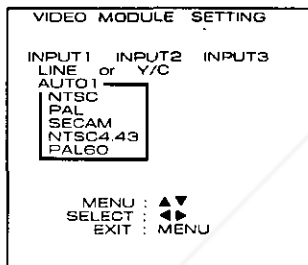 VIDEO MODULE SETTING
INPUT1 INPUT2 INPUT3
LINE or Y/C
AUTO1
NTSC
PAL
SECAM
NTSC4.43
PAL60
MENU : ▲▼
SELECT : ◀▶
EXIT : MENU